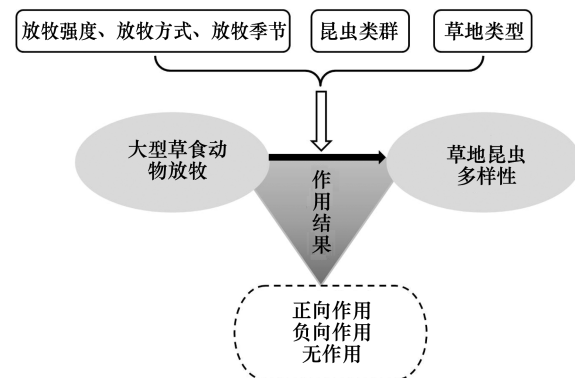 放牧强度、放牧方式、放牧季节
昆虫类群
草地类型
大型草食动
物放牧
草地昆虫
多样性
作
用
结
果
正向作用
负向作用
无作用